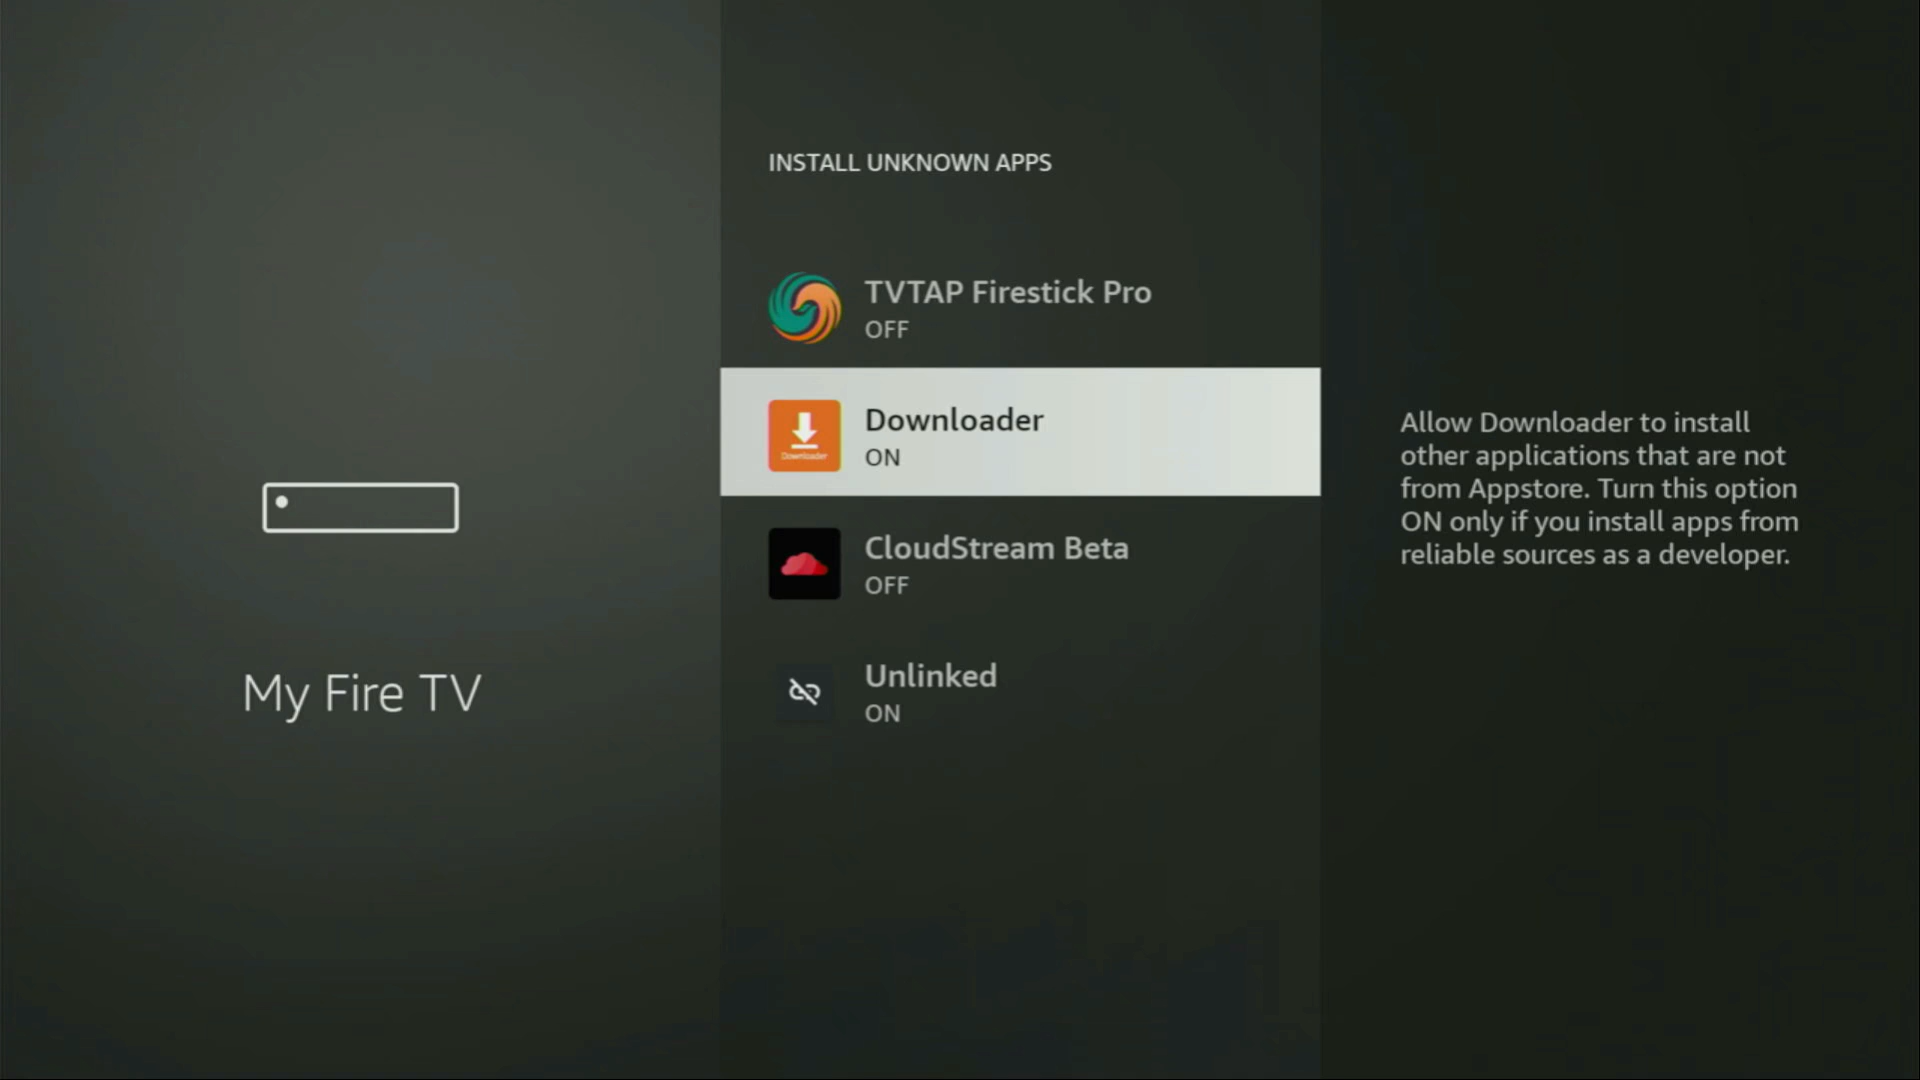 INSTALL UNKNOWN APPS
TVTAP Firestick Pro
OFF
Downloader
Downloader
ON
CloudStream Beta
OFF
Unlinked
ON
My Fire TV
Allow Downloader to install
other applications that are not
from Appstore. Turn this option
ON only if you install apps from
reliable sources as a developer.